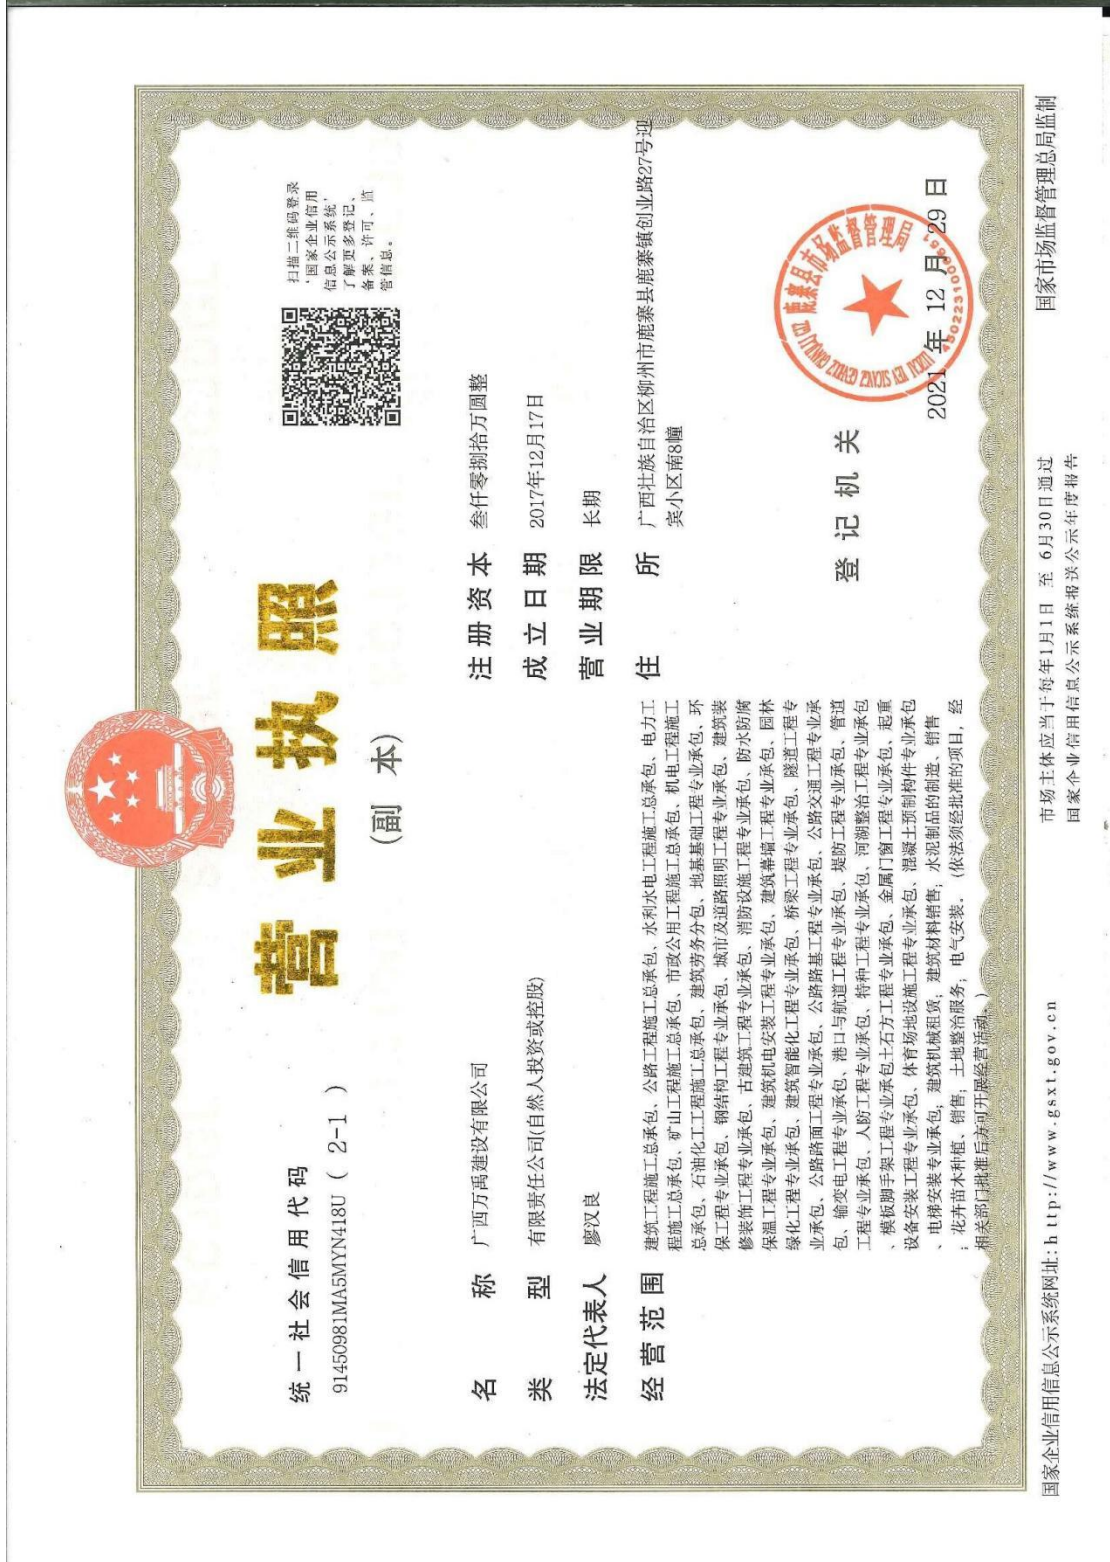 营业执照
(副 本)
统一社会信用代码
91450981MA5MYN418U ( 2-1 )
扫描二维码登录
‘国家企业信用
信息公示系统’
了解更多登记、
备案、许可、监
管信息。
名 称 广西万禹建设有限公司
类 型 有限责任公司(自然人投资或控股)
法定代表人 廖汉良
经营范围 建筑工程施工总承包、公路工程施工总承包、水利水电工程施工总承包、电力工
程施工总承包、矿山工程施工总承包、市政公用工程施工总承包、机电工程施工
总承包、石油化工工程施工总承包、建筑劳务分包、地基基础工程专业承包、环
保工程专业承包、钢结构工程专业承包、城市及道路照明工程专业承包、建筑装
修装饰工程专业承包、古建筑工程专业承包、消防设施工程专业承包、防水防腐
保温工程专业承包、建筑机电安装工程专业承包、建筑幕墙工程专业承包、园林
绿化工程专业承包、建筑智能化工程专业承包、桥梁工程专业承包、隧道工程专
业承包、公路路面工程专业承包、公路路基工程专业承包、公路交通工程专业承
包、输变电工程专业承包、港口与航道工程专业承包、堤防工程专业承包、管道
工程专业承包、人防工程专业承包、特种工程专业承包、河湖整治工程专业承包
、模板脚手架工程专业承包土石方工程专业承包、金属门窗工程专业承包、起重
设备安装工程专业承包、体育场地设施工程专业承包、混凝土预制构件专业承包
、电梯安装专业承包；建筑机械租赁；建筑材料销售；水泥制品的制造、销售
；花卉苗木种植、销售；土地整治服务，电气安装。（依法须经批准的项目，经
相关部门批准后方可开展经营活动。）
注册资本 叁仟零捌拾万圆整
成立日期 2017年12月17日
营业期限 长期
住 所 广西壮族自治区柳州市鹿寨县鹿寨镇创业路27号迎
宾小区南8幢
登记机关
鹿寨县市场监督管理局
2021 年 12 月 29 日
国家企业信用信息公示系统网址：http://www.gsxt.gov.cn
市场主体应当于每年1月1日 至 6月30日通过
国家企业信用信息公示系统报送公示年度报告
国家市场监督管理总局监制